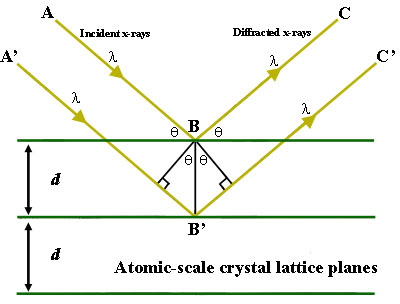 A
C
Incident x-rays
Diffracted x-rays
A’
C’
λ
λ
λ
λ
B
θ
θ
θ
θ
d
B’
d
Atomic-scale crystal lattice planes